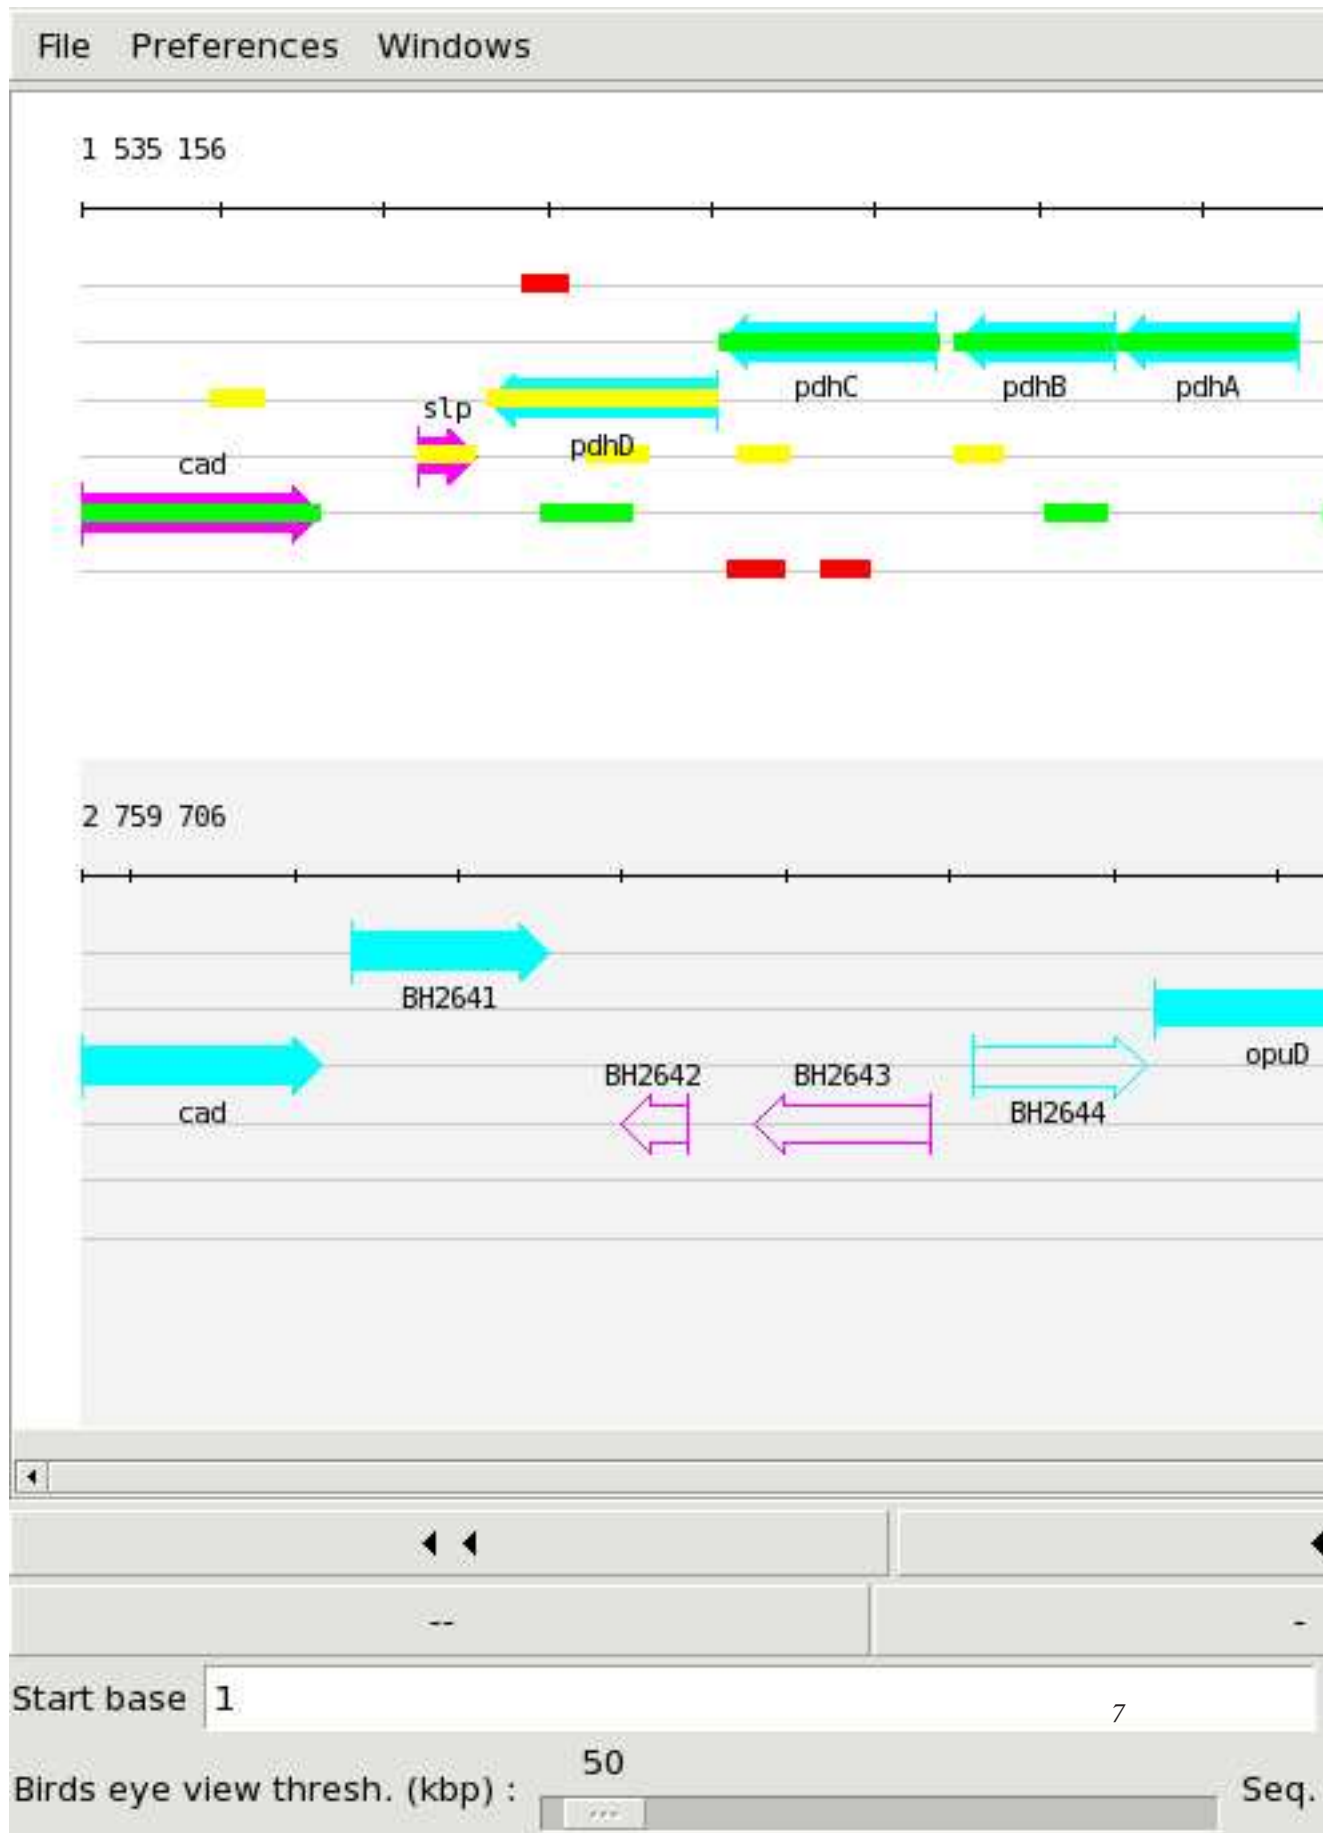 File Preferences Windows
1 535 156
pdhC pdhB pdhA
slp
pdhD
cad
2 759 706
BH2641
opuD
BH2642 BH2643
cad BH2644
--
-
Start base 1
7
50
Birds eye view thresh. (kbp) : Seq.